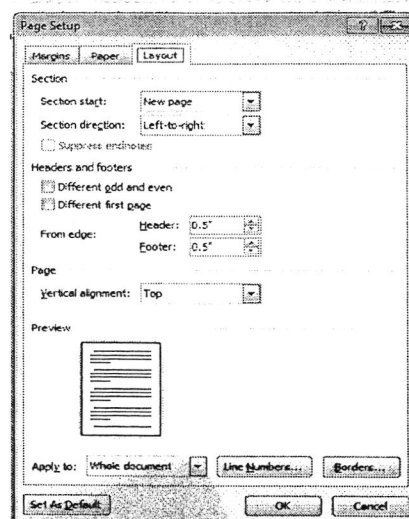 Page Setup
Margins Paper Layout
Section
Section start: New page
Section direction: Left-to-right
Suppress endnotes
Headers and footers
Different odd and even
Different first page
From edge:
Header: 0.5"
Footer: 0.5"
Page
Vertical alignment: Top
Preview
Apply to: Whole document Line Numbers... Borders...
Set As Default OK Cancel